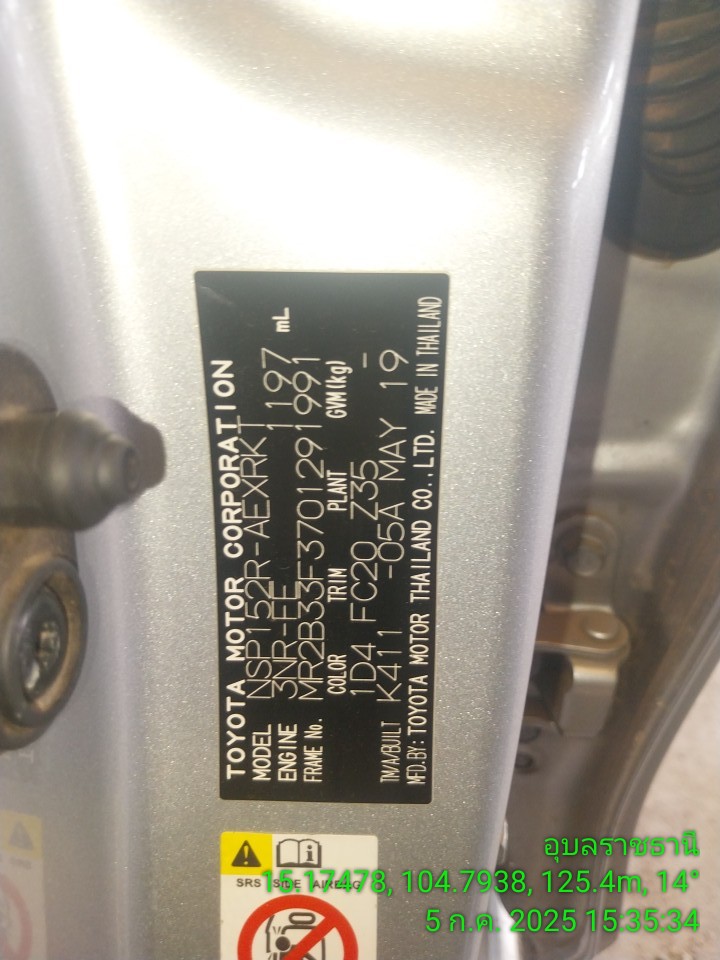 TOYOTA MOTOR CORPORATION
MODEL NSP152R-AEXRKT
ENGINE 3NR-FE 1197 mL
FRAME No. MR2B33F3701291991
COLOR TRIM PLANT GVM(kg)
1D4 FC20 Z35 -
TM/A/BUILT K411 -05A MAY 19
MFD.BY: TOYOTA MOTOR THAILAND CO., LTD. MADE IN THAILAND
SRS SIDE AIRBAG
อุบลราชธานี
15.17478, 104.7938, 125.4m, 14°
5 ก.ค. 2025 15:35:34